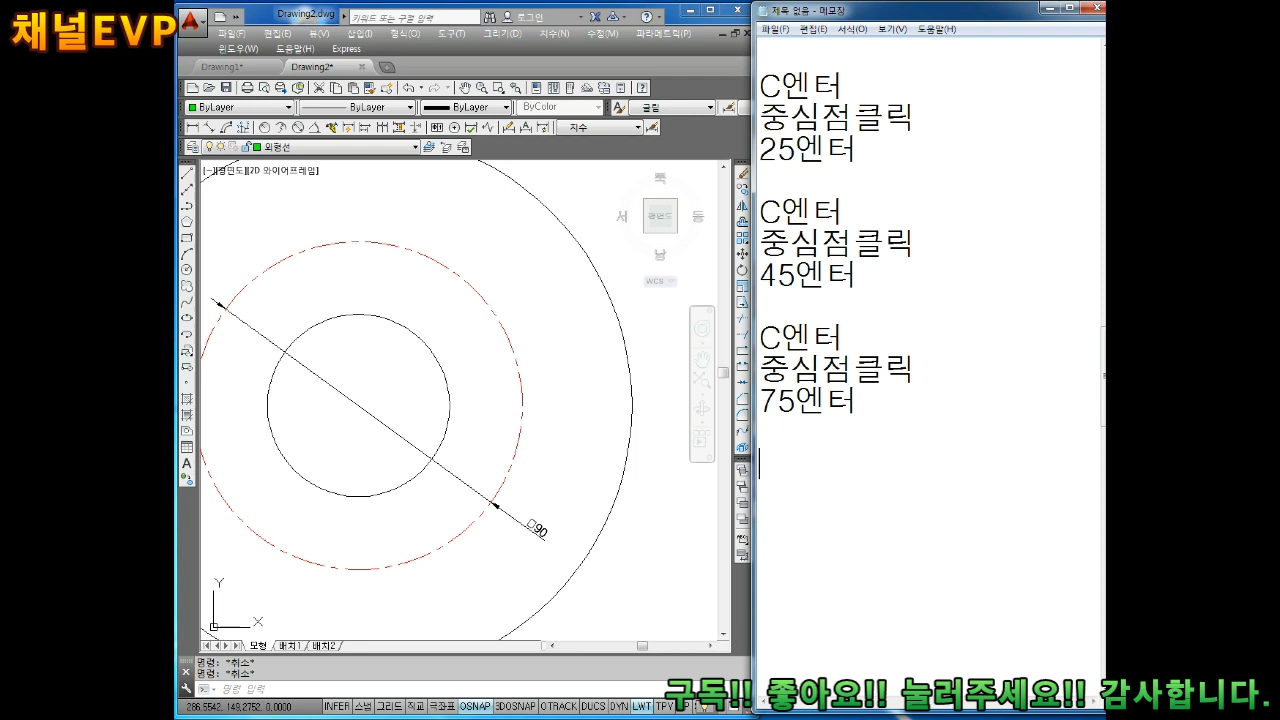 채널EVP
Drawing2.dwg
키워드 또는 구절 입력
로그인
파일(F) 편집(E) 뷰(V) 삽입(I) 형식(O) 도구(T) 그리기(D) 치수(N) 수정(M) 파라메트릭(P)
윈도우(W) 도움말(H) Express
Drawing1* Drawing2*
ByLayer ByLayer ByLayer ByColor 굴림
치수
외형선
[−][평면도][2D 와이어프레임]
북
서 평면도 동
남
WCS
90
Y
X
모형 배치1 배치2
명령: *취소*
명령: *취소*
명령 입력
INFER 스냅 극좌표 OSNAP DUCS DYN LWT
제목 없음 - 메모장
파일(F) 편집(E) 서식(O) 보기(V) 도움말(H)
C엔터
중심점클릭
25엔터
C엔터
중심점클릭
45엔터
C엔터
중심점클릭
75엔터
구독!! 좋아요!! 눌러주세요!! 감사합니다.